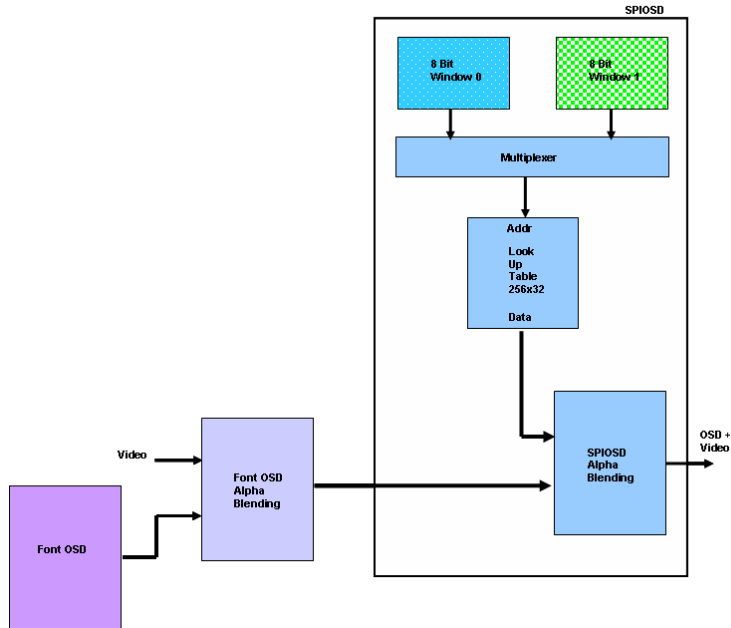 SPIOSD
8 Bit
Window 0
8 Bit
Window 1
Multiplexer
Addr
Look
Up
Table
256x32
Data
OSD +
Video
SPIOSD
Alpha
Blending
Video
Font OSD
Alpha
Blending
Font OSD